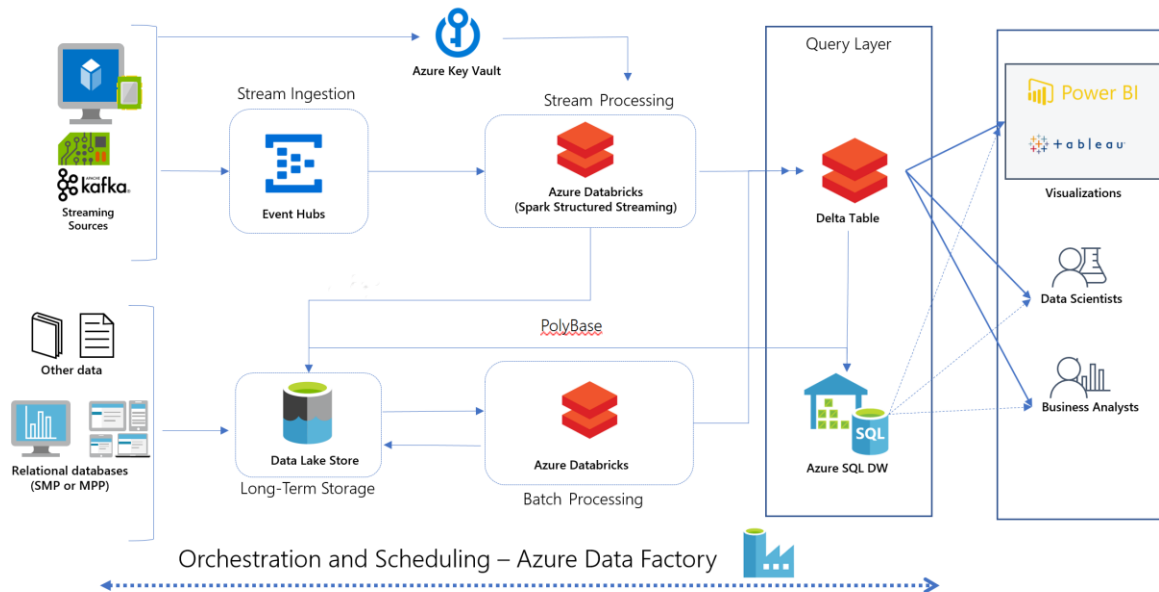 Azure Key Vault
Query Layer
Stream Ingestion
Stream Processing
Power BI
+ a b l e a u
Visualizations
APACHE
kafka
Streaming
Sources
Event Hubs
Azure Databricks
(Spark Structured Streaming)
Delta Table
Data Scientists
PolyBase
Other data
Business Analysts
SQL
Relational databases
(SMP or MPP)
Data Lake Store
Azure Databricks
Azure SQL DW
Long-Term Storage
Batch Processing
Orchestration and Scheduling – Azure Data Factory